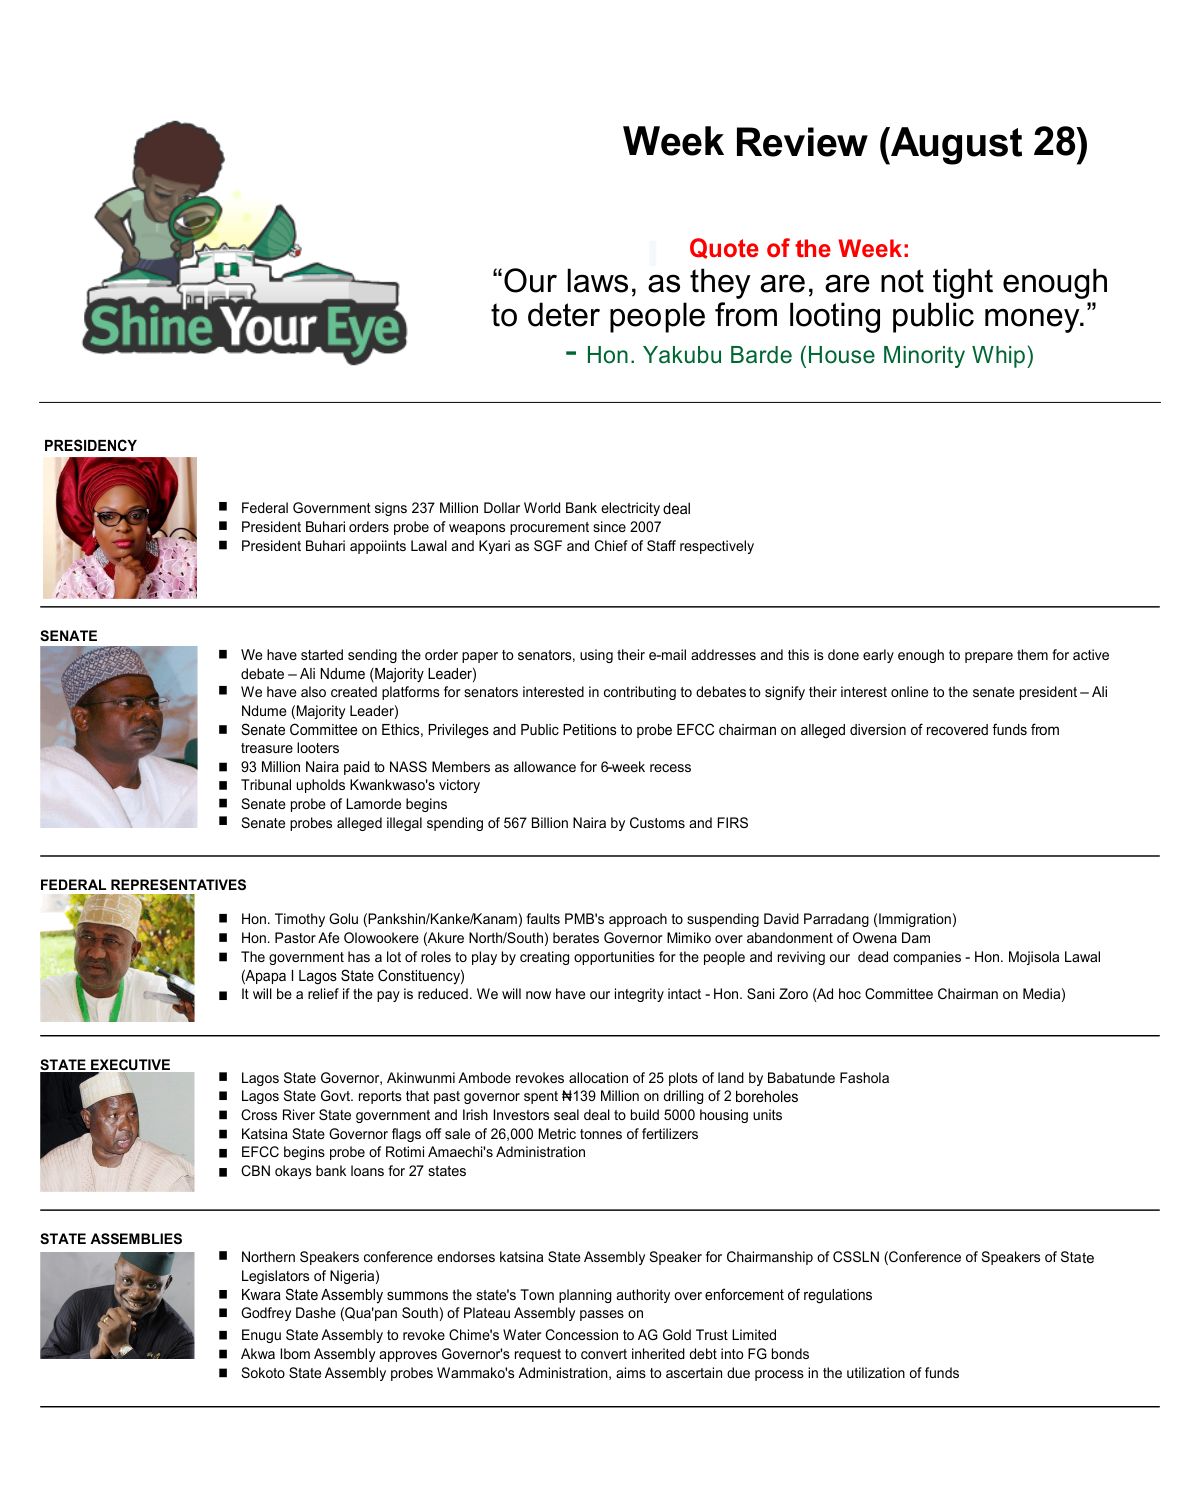 Week Review (August 28)
Shine Your Eye
Quote of the Week:
“Our laws, as they are, are not tight enough
to deter people from looting public money.”
- Hon. Yakubu Barde (House Minority Whip)
PRESIDENCY
■ Federal Government signs 237 Million Dollar World Bank electricity deal
■ President Buhari orders probe of weapons procurement since 2007
■ President Buhari appoiints Lawal and Kyari as SGF and Chief of Staff respectively
SENATE
■ We have started sending the order paper to senators, using their e-mail addresses and this is done early enough to prepare them for active
debate – Ali Ndume (Majority Leader)
■ We have also created platforms for senators interested in contributing to debates to signify their interest online to the senate president – Ali
Ndume (Majority Leader)
■ Senate Committee on Ethics, Privileges and Public Petitions to probe EFCC chairman on alleged diversion of recovered funds from
treasure looters
■ 93 Million Naira paid to NASS Members as allowance for 6-week recess
■ Tribunal upholds Kwankwaso's victory
■ Senate probe of Lamorde begins
■ Senate probes alleged illegal spending of 567 Billion Naira by Customs and FIRS
FEDERAL REPRESENTATIVES
■ Hon. Timothy Golu (Pankshin/Kanke/Kanam) faults PMB's approach to suspending David Parradang (Immigration)
■ Hon. Pastor Afe Olowookere (Akure North/South) berates Governor Mimiko over abandonment of Owena Dam
■ The government has a lot of roles to play by creating opportunities for the people and reviving our dead companies - Hon. Mojisola Lawal
(Apapa I Lagos State Constituency)
■ It will be a relief if the pay is reduced. We will now have our integrity intact - Hon. Sani Zoro (Ad hoc Committee Chairman on Media)
STATE EXECUTIVE
■ Lagos State Governor, Akinwunmi Ambode revokes allocation of 25 plots of land by Babatunde Fashola
■ Lagos State Govt. reports that past governor spent ₦139 Million on drilling of 2 boreholes
■ Cross River State government and Irish Investors seal deal to build 5000 housing units
■ Katsina State Governor flags off sale of 26,000 Metric tonnes of fertilizers
■ EFCC begins probe of Rotimi Amaechi's Administration
■ CBN okays bank loans for 27 states
STATE ASSEMBLIES
■ Northern Speakers conference endorses katsina State Assembly Speaker for Chairmanship of CSSLN (Conference of Speakers of State
Legislators of Nigeria)
■ Kwara State Assembly summons the state's Town planning authority over enforcement of regulations
■ Godfrey Dashe (Qua'pan South) of Plateau Assembly passes on
■ Enugu State Assembly to revoke Chime's Water Concession to AG Gold Trust Limited
■ Akwa Ibom Assembly approves Governor's request to convert inherited debt into FG bonds
■ Sokoto State Assembly probes Wammako's Administration, aims to ascertain due process in the utilization of funds